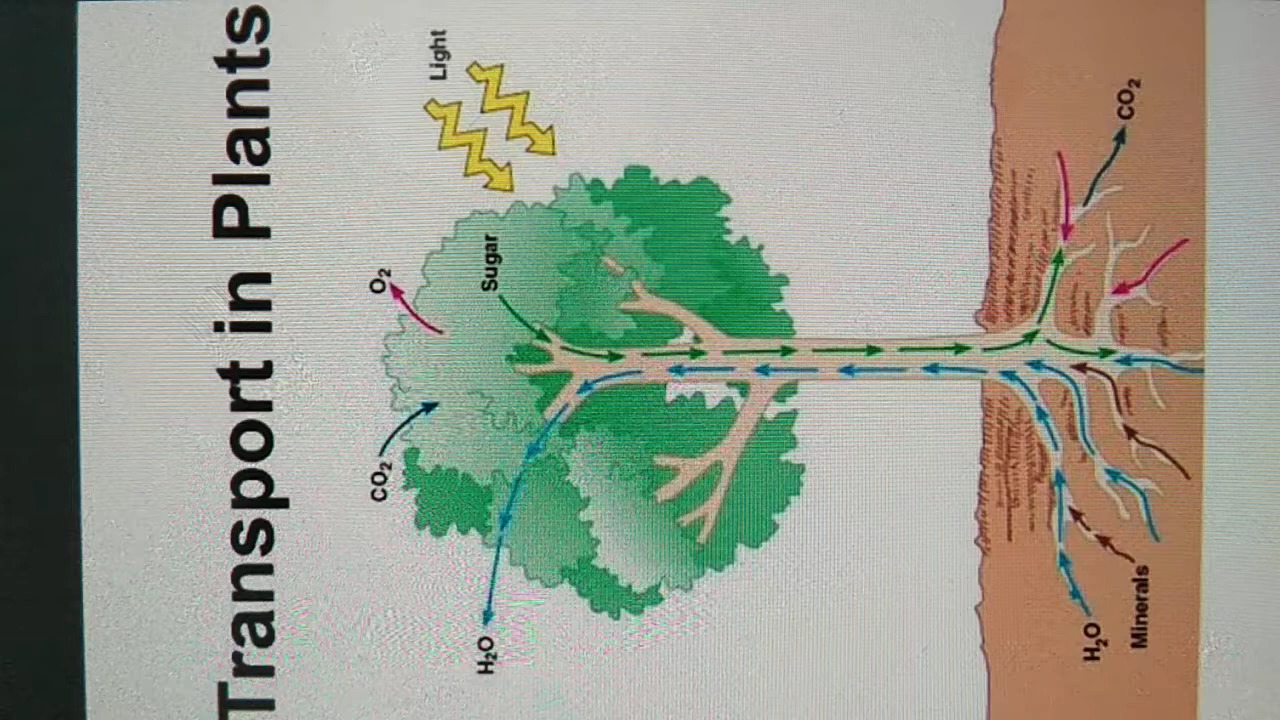 Transport in Plants
Light
O₂
CO₂
Sugar
H₂O
CO₂
H₂O
Minerals